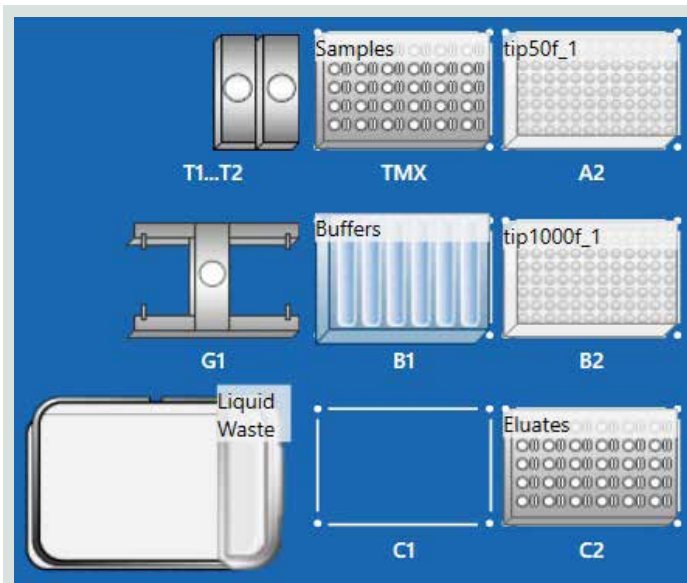 Samples
tip50f_1
T1...T2
TMX
A2
Buffers
tip1000f_1
G1
B1
B2
Liquid
Waste
Eluates
C1
C2